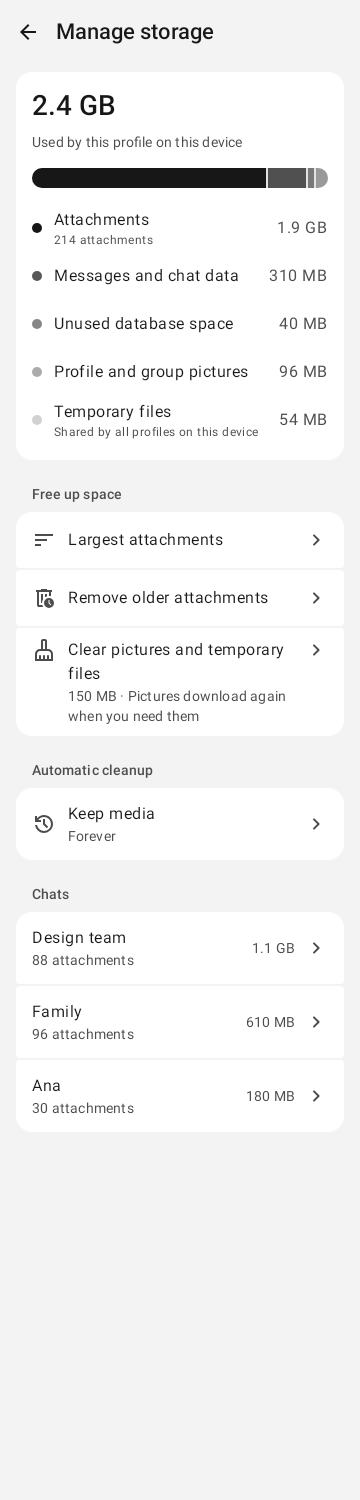 Manage storage
2.4 GB
Used by this profile on this device
Attachments
214 attachments
1.9 GB
Messages and chat data
310 MB
Unused database space
40 MB
Profile and group pictures
96 MB
Temporary files
Shared by all profiles on this device
54 MB
Free up space
Largest attachments
Remove older attachments
Clear pictures and temporary
files
150 MB · Pictures download again
when you need them
Automatic cleanup
Keep media
Forever
Chats
Design team
88 attachments
1.1 GB
Family
96 attachments
610 MB
Ana
30 attachments
180 MB